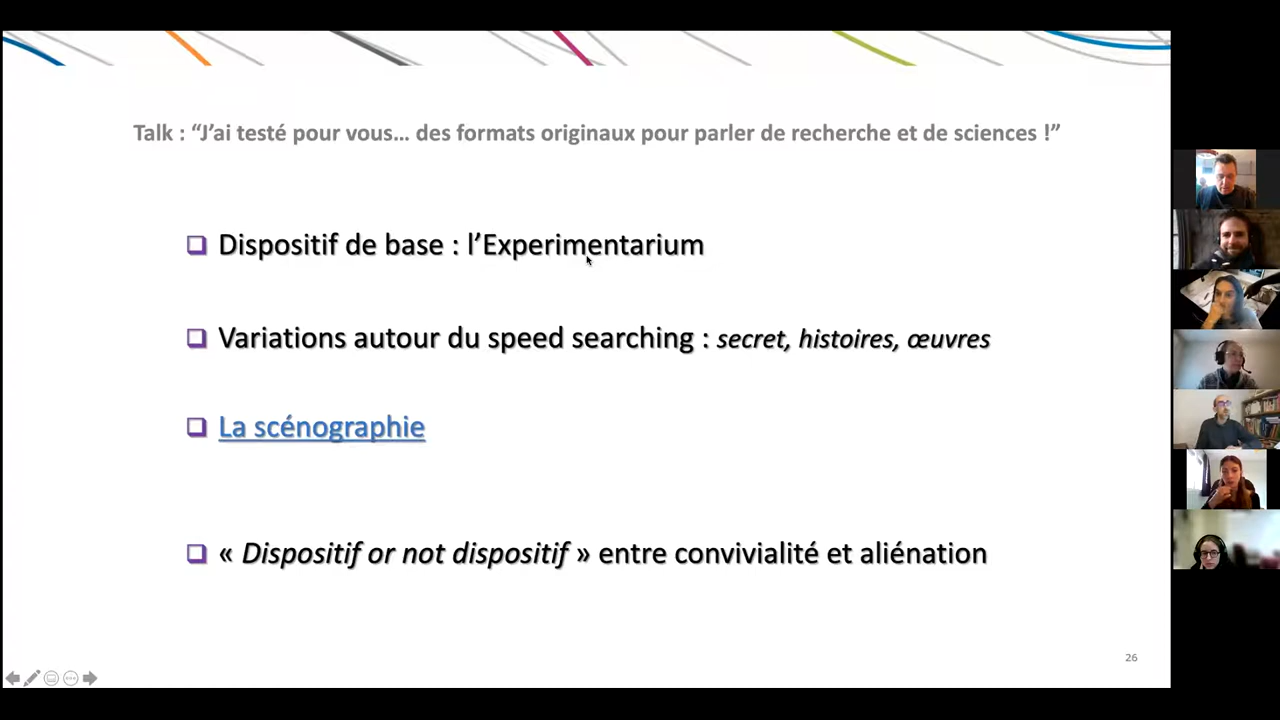 Talk : “J’ai testé pour vous… des formats originaux pour parler de recherche et de sciences !”
Dispositif de base : l’Experimentarium
Variations autour du speed searching : secret, histoires, œuvres
La scénographie
« Dispositif or not dispositif » entre convivialité et aliénation
26